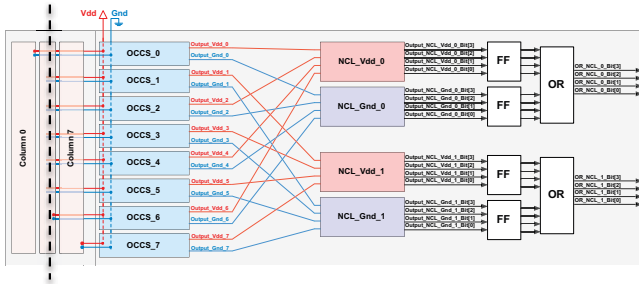 Vdd Gnd
Column 0
Column 7
OCCS_0
OCCS_1
OCCS_2
OCCS_3
OCCS_4
OCCS_5
OCCS_6
OCCS_7
Output_Vdd_0
Output_Gnd_0
Output_Vdd_1
Output_Gnd_1
Output_Vdd_2
Output_Gnd_2
Output_Vdd_3
Output_Gnd_3
Output_Vdd_4
Output_Gnd_4
Output_Vdd_5
Output_Gnd_5
Output_Vdd_6
Output_Gnd_6
Output_Vdd_7
Output_Gnd_7
NCL_Vdd_0
NCL_Gnd_0
NCL_Vdd_1
NCL_Gnd_1
Output_NCL_Vdd_0_Bit[3]
Output_NCL_Vdd_0_Bit[2]
Output_NCL_Vdd_0_Bit[1]
Output_NCL_Vdd_0_Bit[0]
Output_NCL_Gnd_0_Bit[3]
Output_NCL_Gnd_0_Bit[2]
Output_NCL_Gnd_0_Bit[1]
Output_NCL_Gnd_0_Bit[0]
Output_NCL_Vdd_1_Bit[3]
Output_NCL_Vdd_1_Bit[2]
Output_NCL_Vdd_1_Bit[1]
Output_NCL_Vdd_1_Bit[0]
Output_NCL_Gnd_1_Bit[3]
Output_NCL_Gnd_1_Bit[2]
Output_NCL_Gnd_1_Bit[1]
Output_NCL_Gnd_1_Bit[0]
FF
FF
FF
FF
OR
OR
OR_NCL_0_Bit[3]
OR_NCL_0_Bit[2]
OR_NCL_0_Bit[1]
OR_NCL_0_Bit[0]
OR_NCL_1_Bit[3]
OR_NCL_1_Bit[2]
OR_NCL_1_Bit[1]
OR_NCL_1_Bit[0]